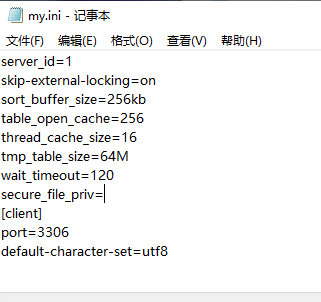 my.ini - 记事本
文件(F) 编辑(E) 格式(O) 查看(V) 帮助(H)
server_id=1
skip-external-locking=on
sort_buffer_size=256kb
table_open_cache=256
thread_cache_size=16
tmp_table_size=64M
wait_timeout=120
secure_file_priv=
[client]
port=3306
default-character-set=utf8